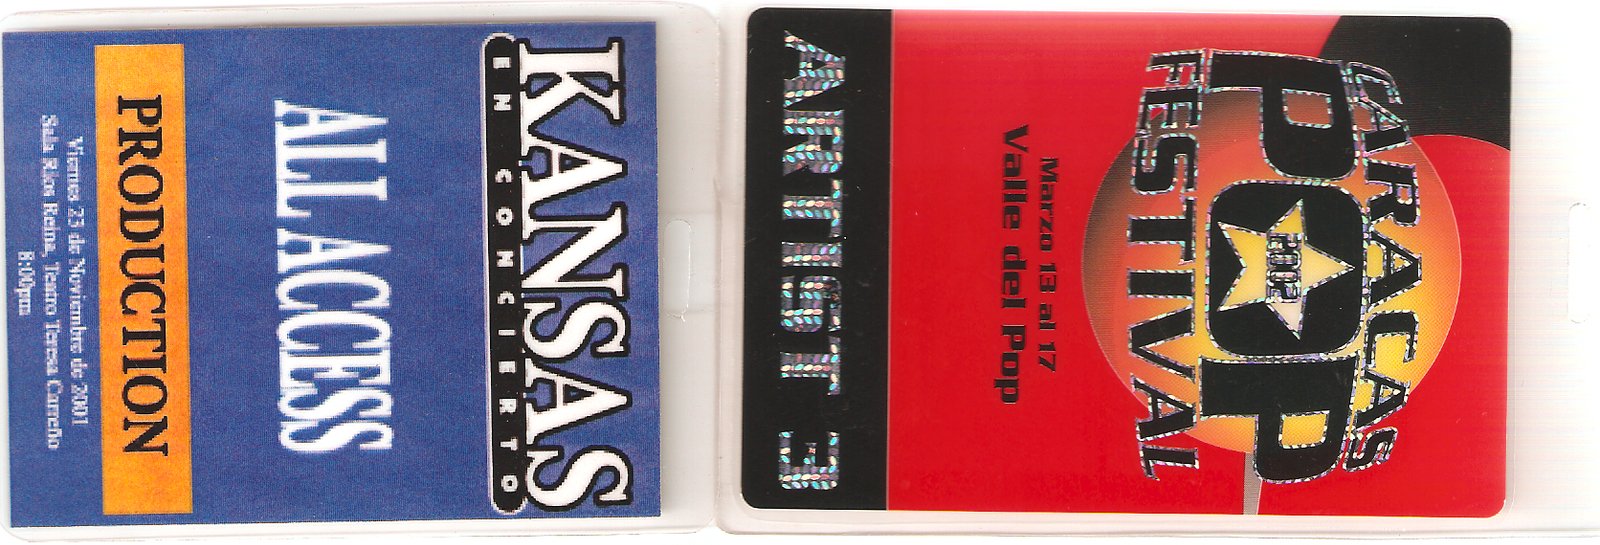 KANSAS
EN CONCIERTO
ALL ACCESS
PRODUCTION
Viernes 23 de Noviembre de 2001
Sala Ríos Reina, Teatro Teresa Carreño
8:00pm
CARACAS
POP
2002
FESTIVAL
Marzo 13 al 17
Valle del Pop
ARTIST 3